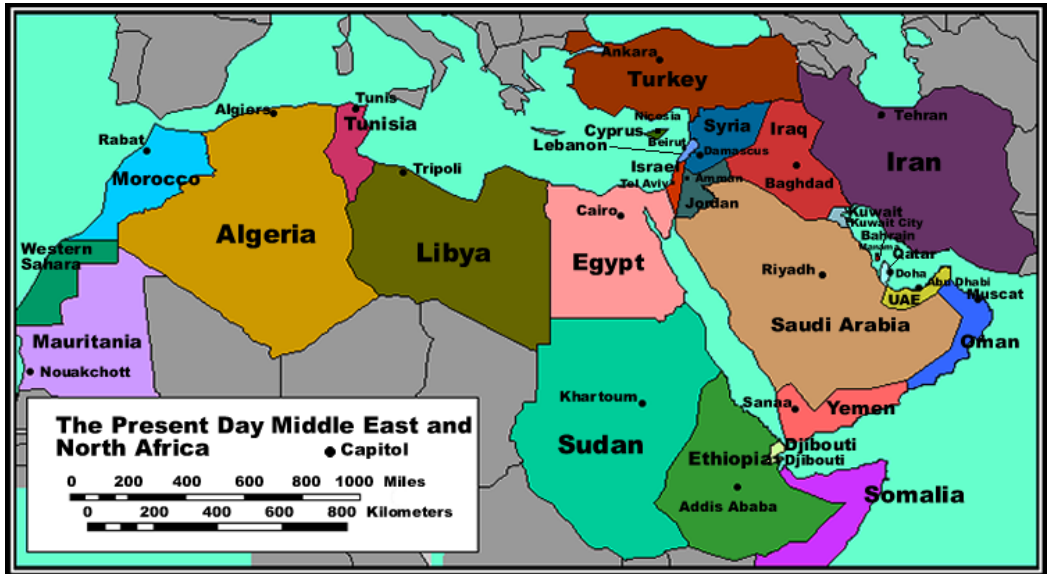 Ankara
Turkey
Algiers
Tunis
Tunisia
Nicosia
Cyprus
Syria
Iraq
Tehran
Rabat
Lebanon
Beirut
Damascus
Iran
Morocco
Tripoli
Israel
Tel Aviv
Amman
Baghdad
Jordan
Cairo
Kuwait
Kuwait City
Algeria
Libya
Egypt
Bahrain
Manama
Qatar
Western
Sahara
Riyadh
Doha
Abu Dhabi
UAE
Muscat
Saudi Arabia
Oman
Mauritania
Nouakchott
Khartoum
Sanaa
Yemen
Sudan
Djibouti
Djibouti
Ethiopia
Addis Ababa
Somalia
The Present Day Middle East and
North Africa
Capitol
0 200 400 600 800 1000 Miles
0 200 400 600 800 Kilometers